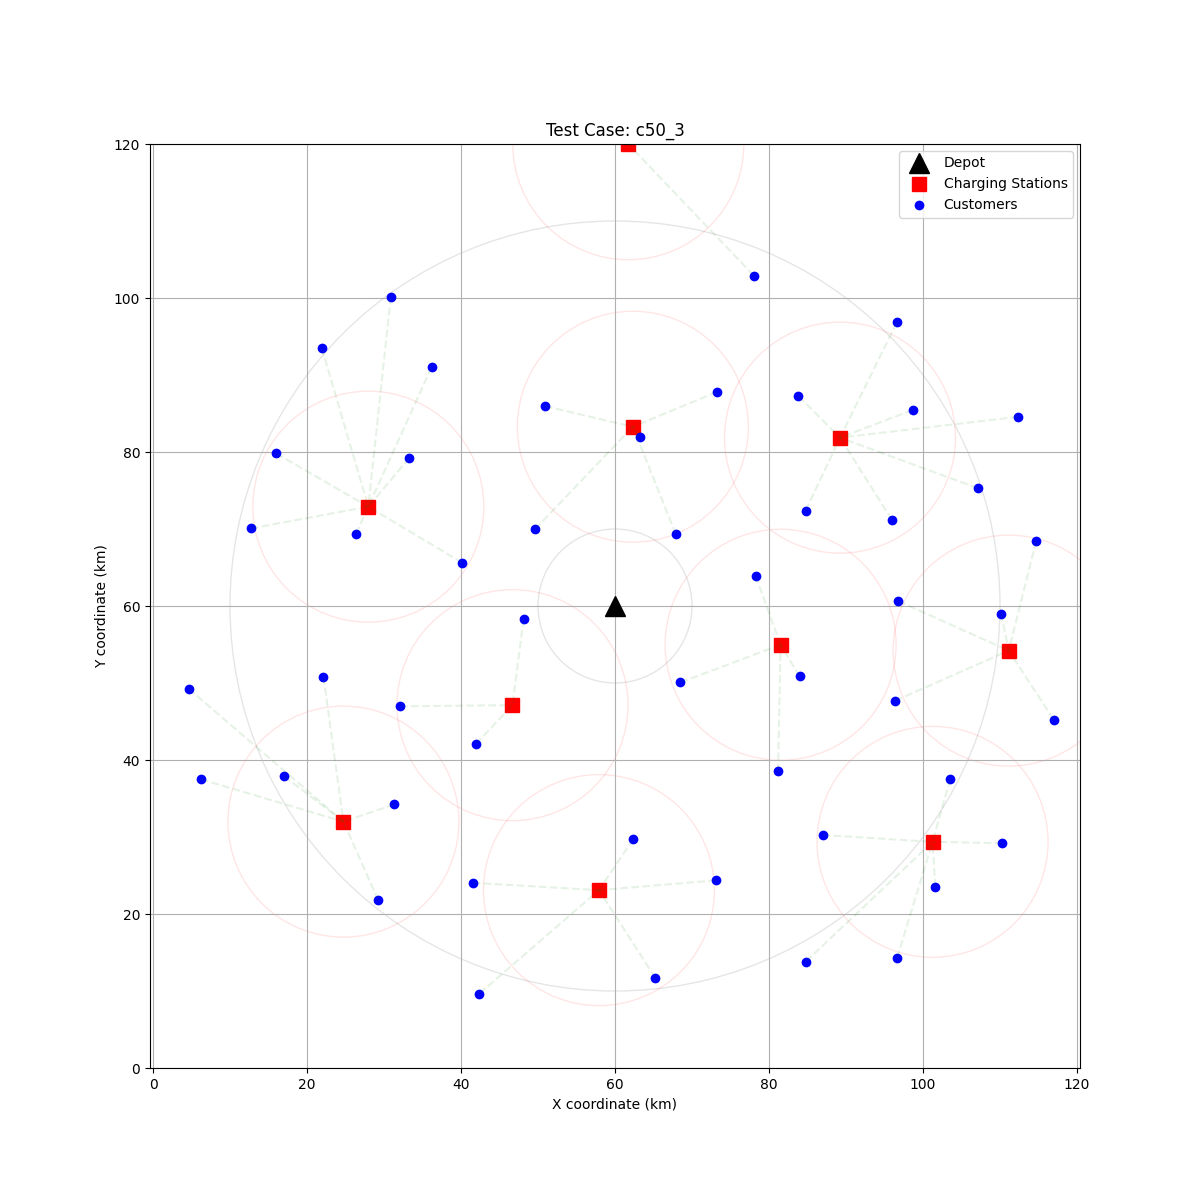 Test Case: c50_3
Depot
Charging Stations
Customers
120
100
80
60
40
20
0
Y coordinate (km)
0 20 40 60 80 100 120
X coordinate (km)